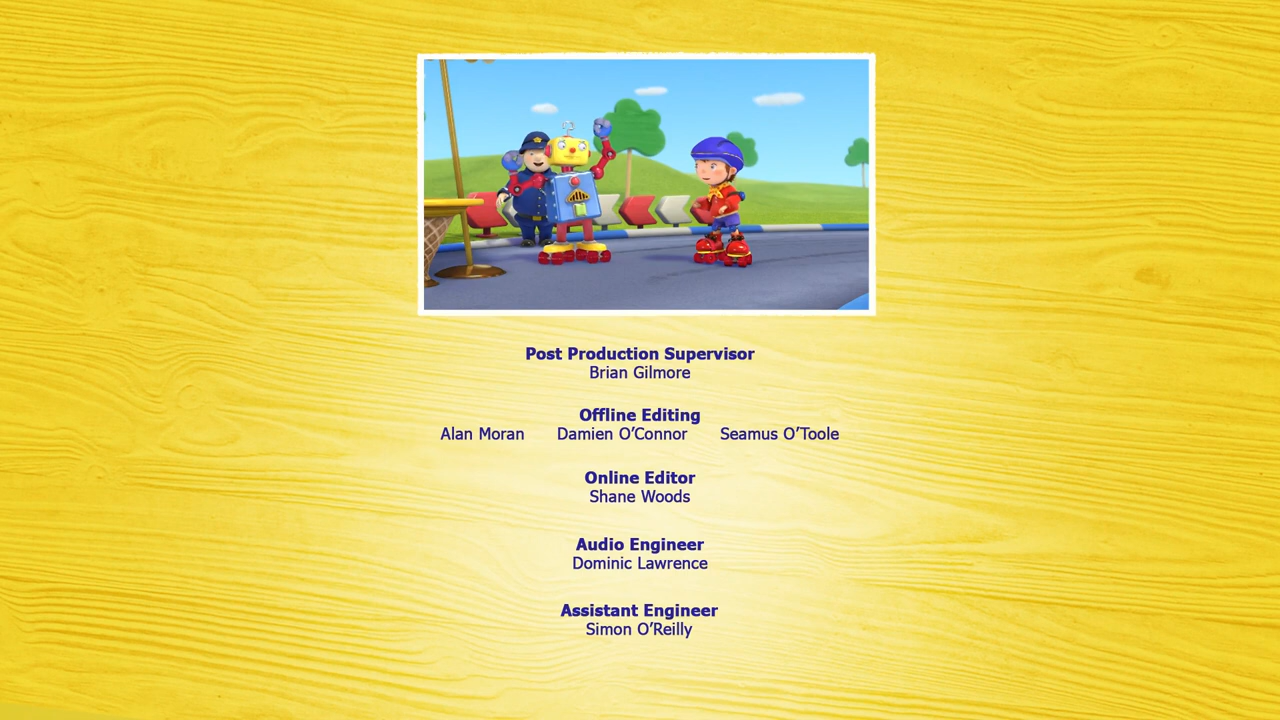 Post Production Supervisor
Brian Gilmore
Offline Editing
Alan Moran Damien O’Connor Seamus O’Toole
Online Editor
Shane Woods
Audio Engineer
Dominic Lawrence
Assistant Engineer
Simon O’Reilly